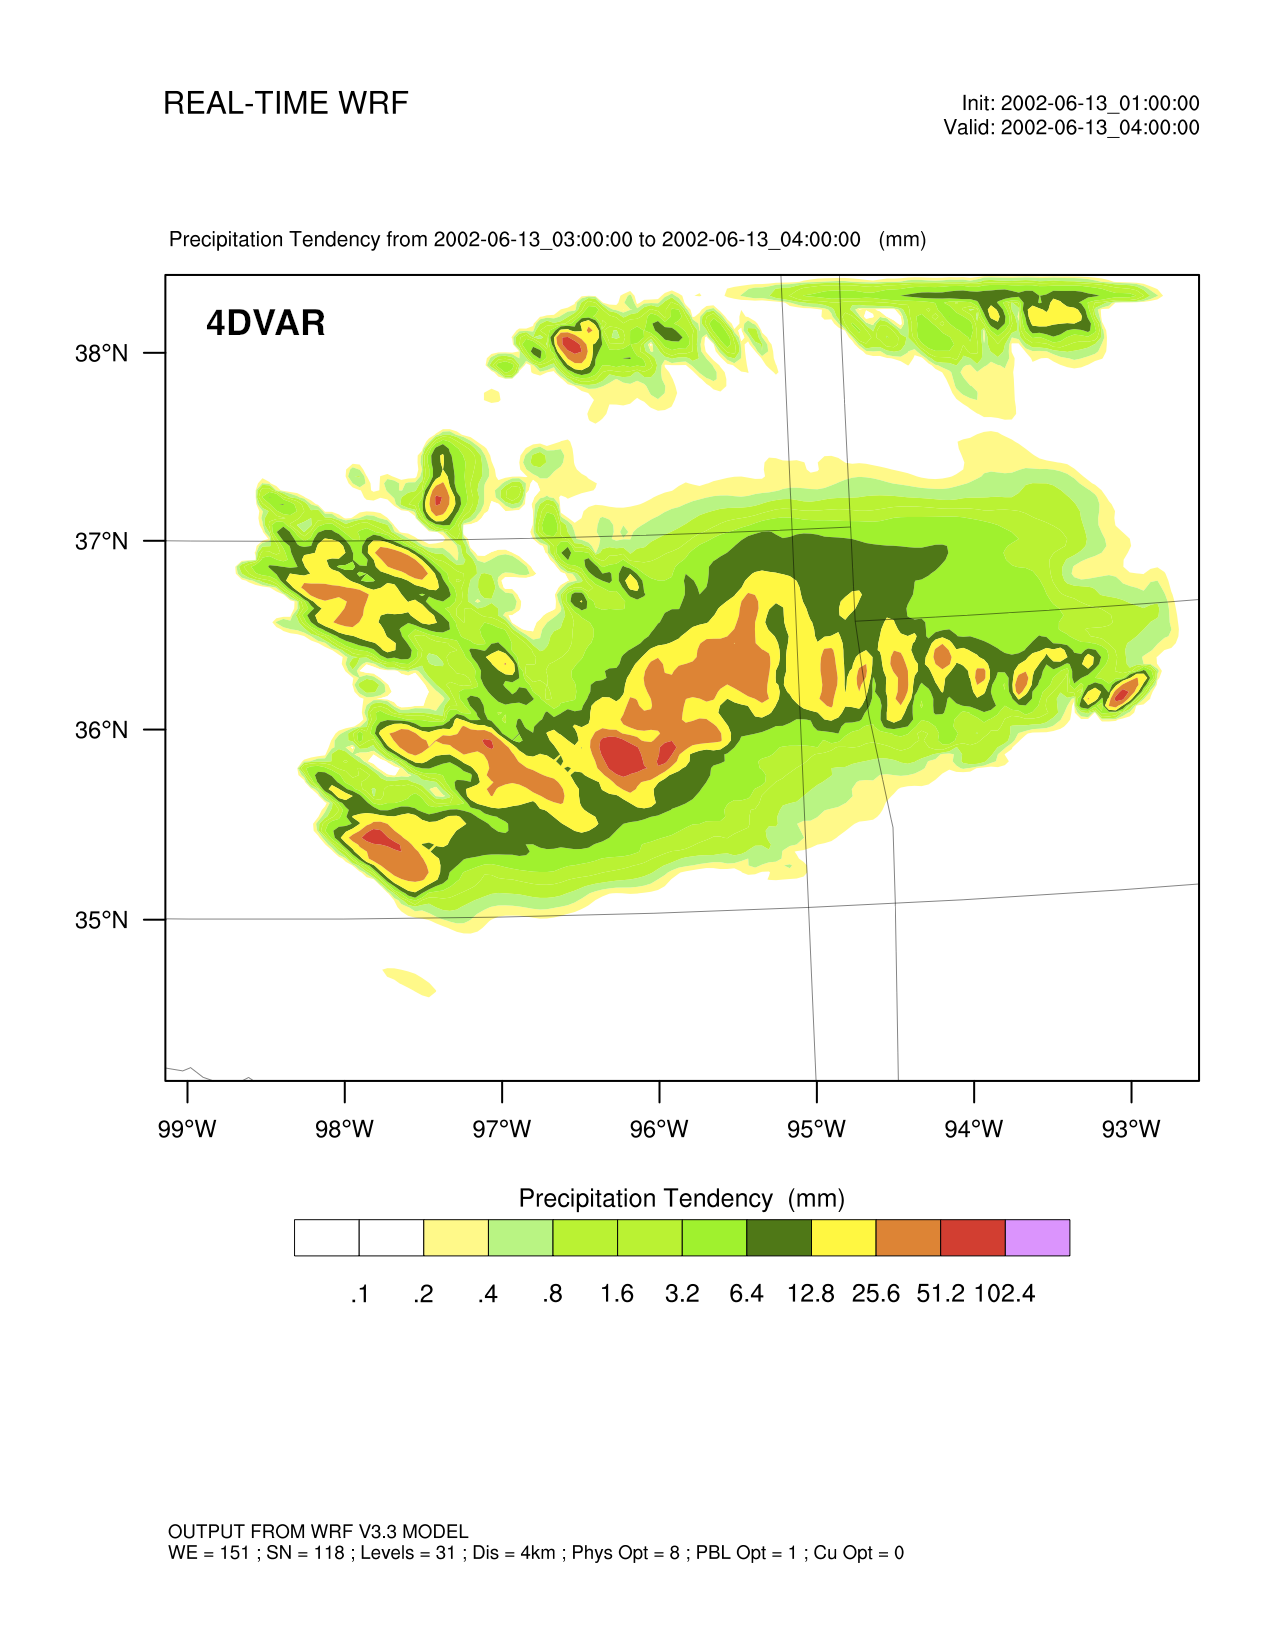 REAL-TIME WRF
Init: 2002-06-13_01:00:00
Valid: 2002-06-13_04:00:00
Precipitation Tendency from 2002-06-13_03:00:00 to 2002-06-13_04:00:00   (mm)
4DVAR
38°N
37°N
36°N
35°N
99°W 98°W 97°W 96°W 95°W 94°W 93°W
Precipitation Tendency  (mm)
.1 .2 .4 .8 1.6 3.2 6.4 12.8 25.6 51.2 102.4
OUTPUT FROM WRF V3.3 MODEL
WE = 151 ; SN = 118 ; Levels = 31 ; Dis = 4km ; Phys Opt = 8 ; PBL Opt = 1 ; Cu Opt = 0